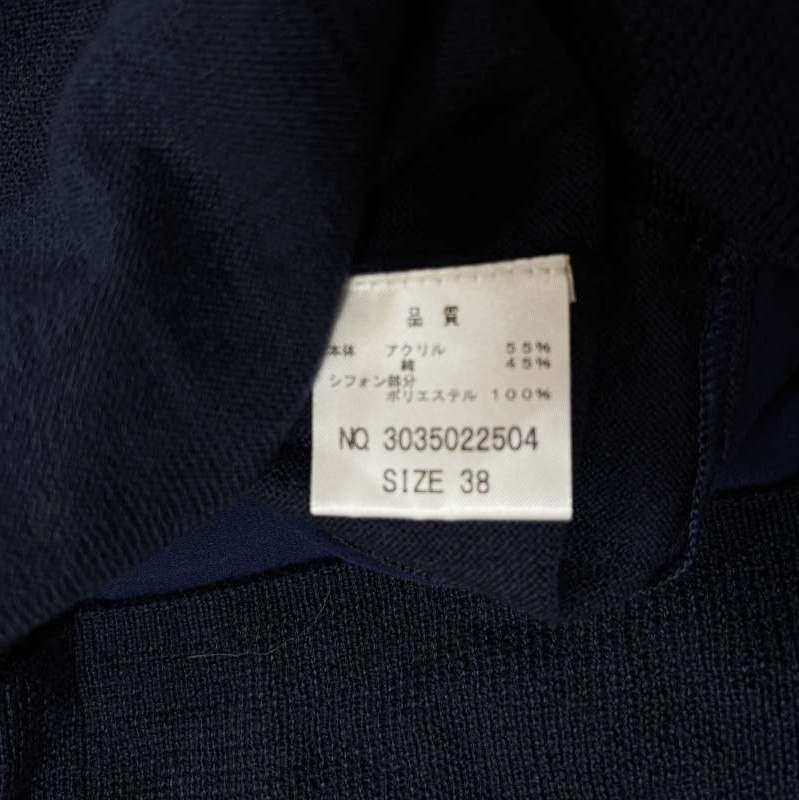 品質
本体 アクリル 55%
綿 45%
シフォン部分
ポリエステル 100%
NO. 3035022504
SIZE 38